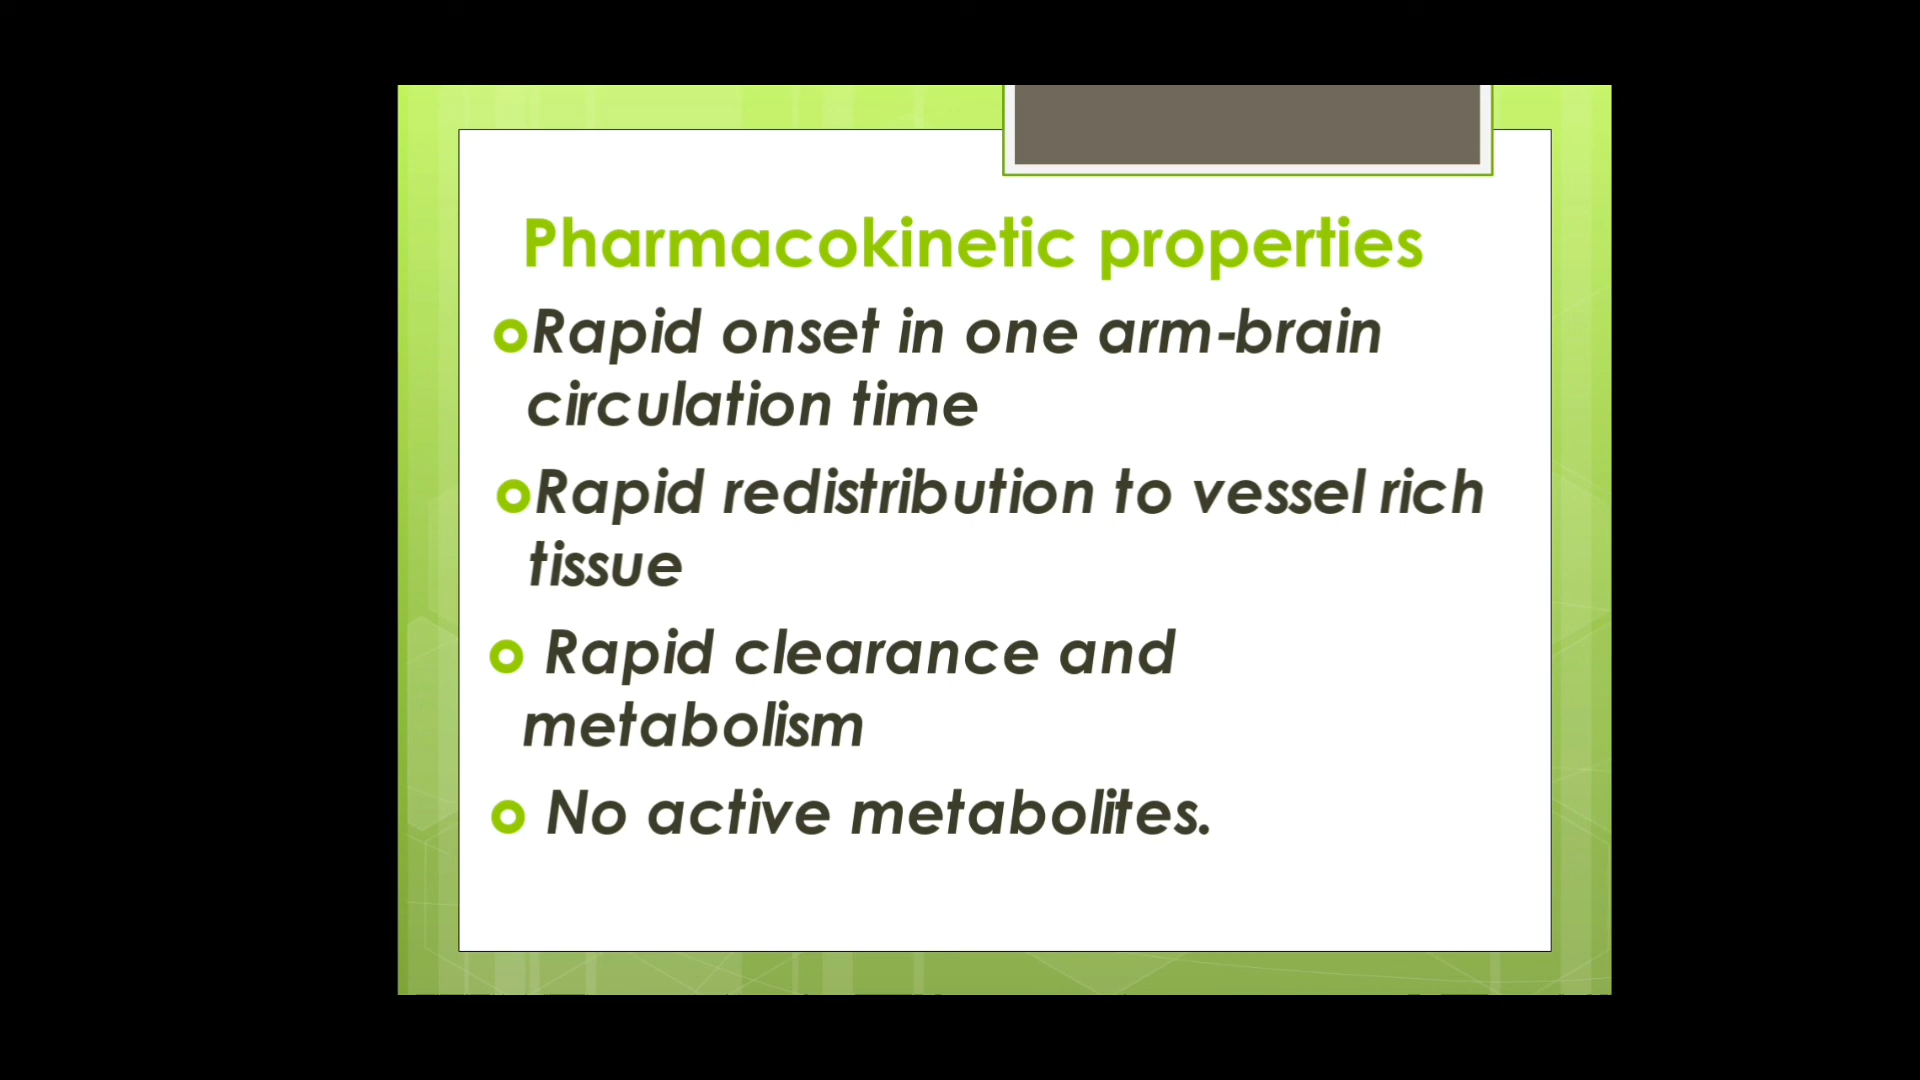 Pharmacokinetic properties
Rapid onset in one arm-brain
circulation time
Rapid redistribution to vessel rich
tissue
Rapid clearance and
metabolism
No active metabolites.